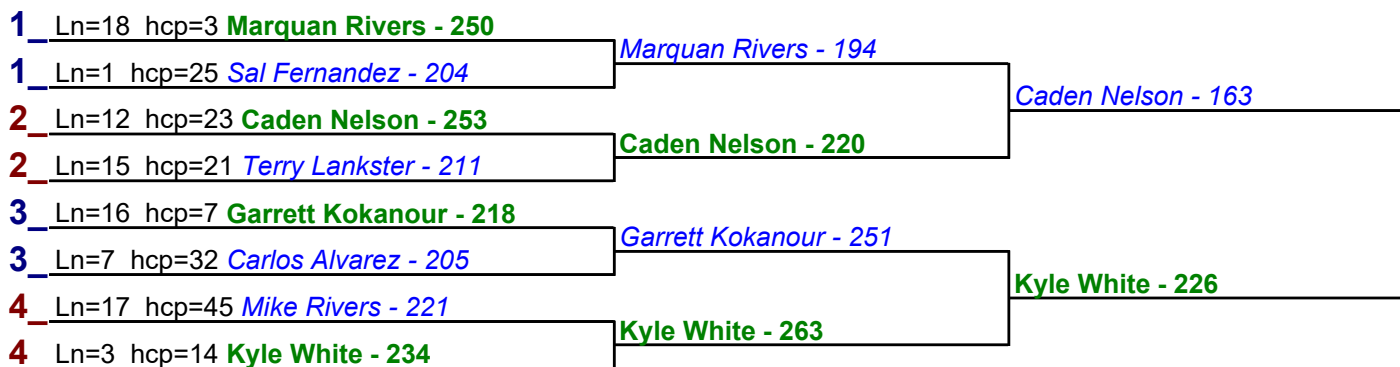 1_ Ln=18 hcp=3 Marquan Rivers - 250
Marquan Rivers - 194
1_ Ln=1 hcp=25 Sal Fernandez - 204
Caden Nelson - 163
2_ Ln=12 hcp=23 Caden Nelson - 253
Caden Nelson - 220
2_ Ln=15 hcp=21 Terry Lankster - 211
3_ Ln=16 hcp=7 Garrett Kokanour - 218
Garrett Kokanour - 251
3_ Ln=7 hcp=32 Carlos Alvarez - 205
Kyle White - 226
4_ Ln=17 hcp=45 Mike Rivers - 221
Kyle White - 263
4 Ln=3 hcp=14 Kyle White - 234